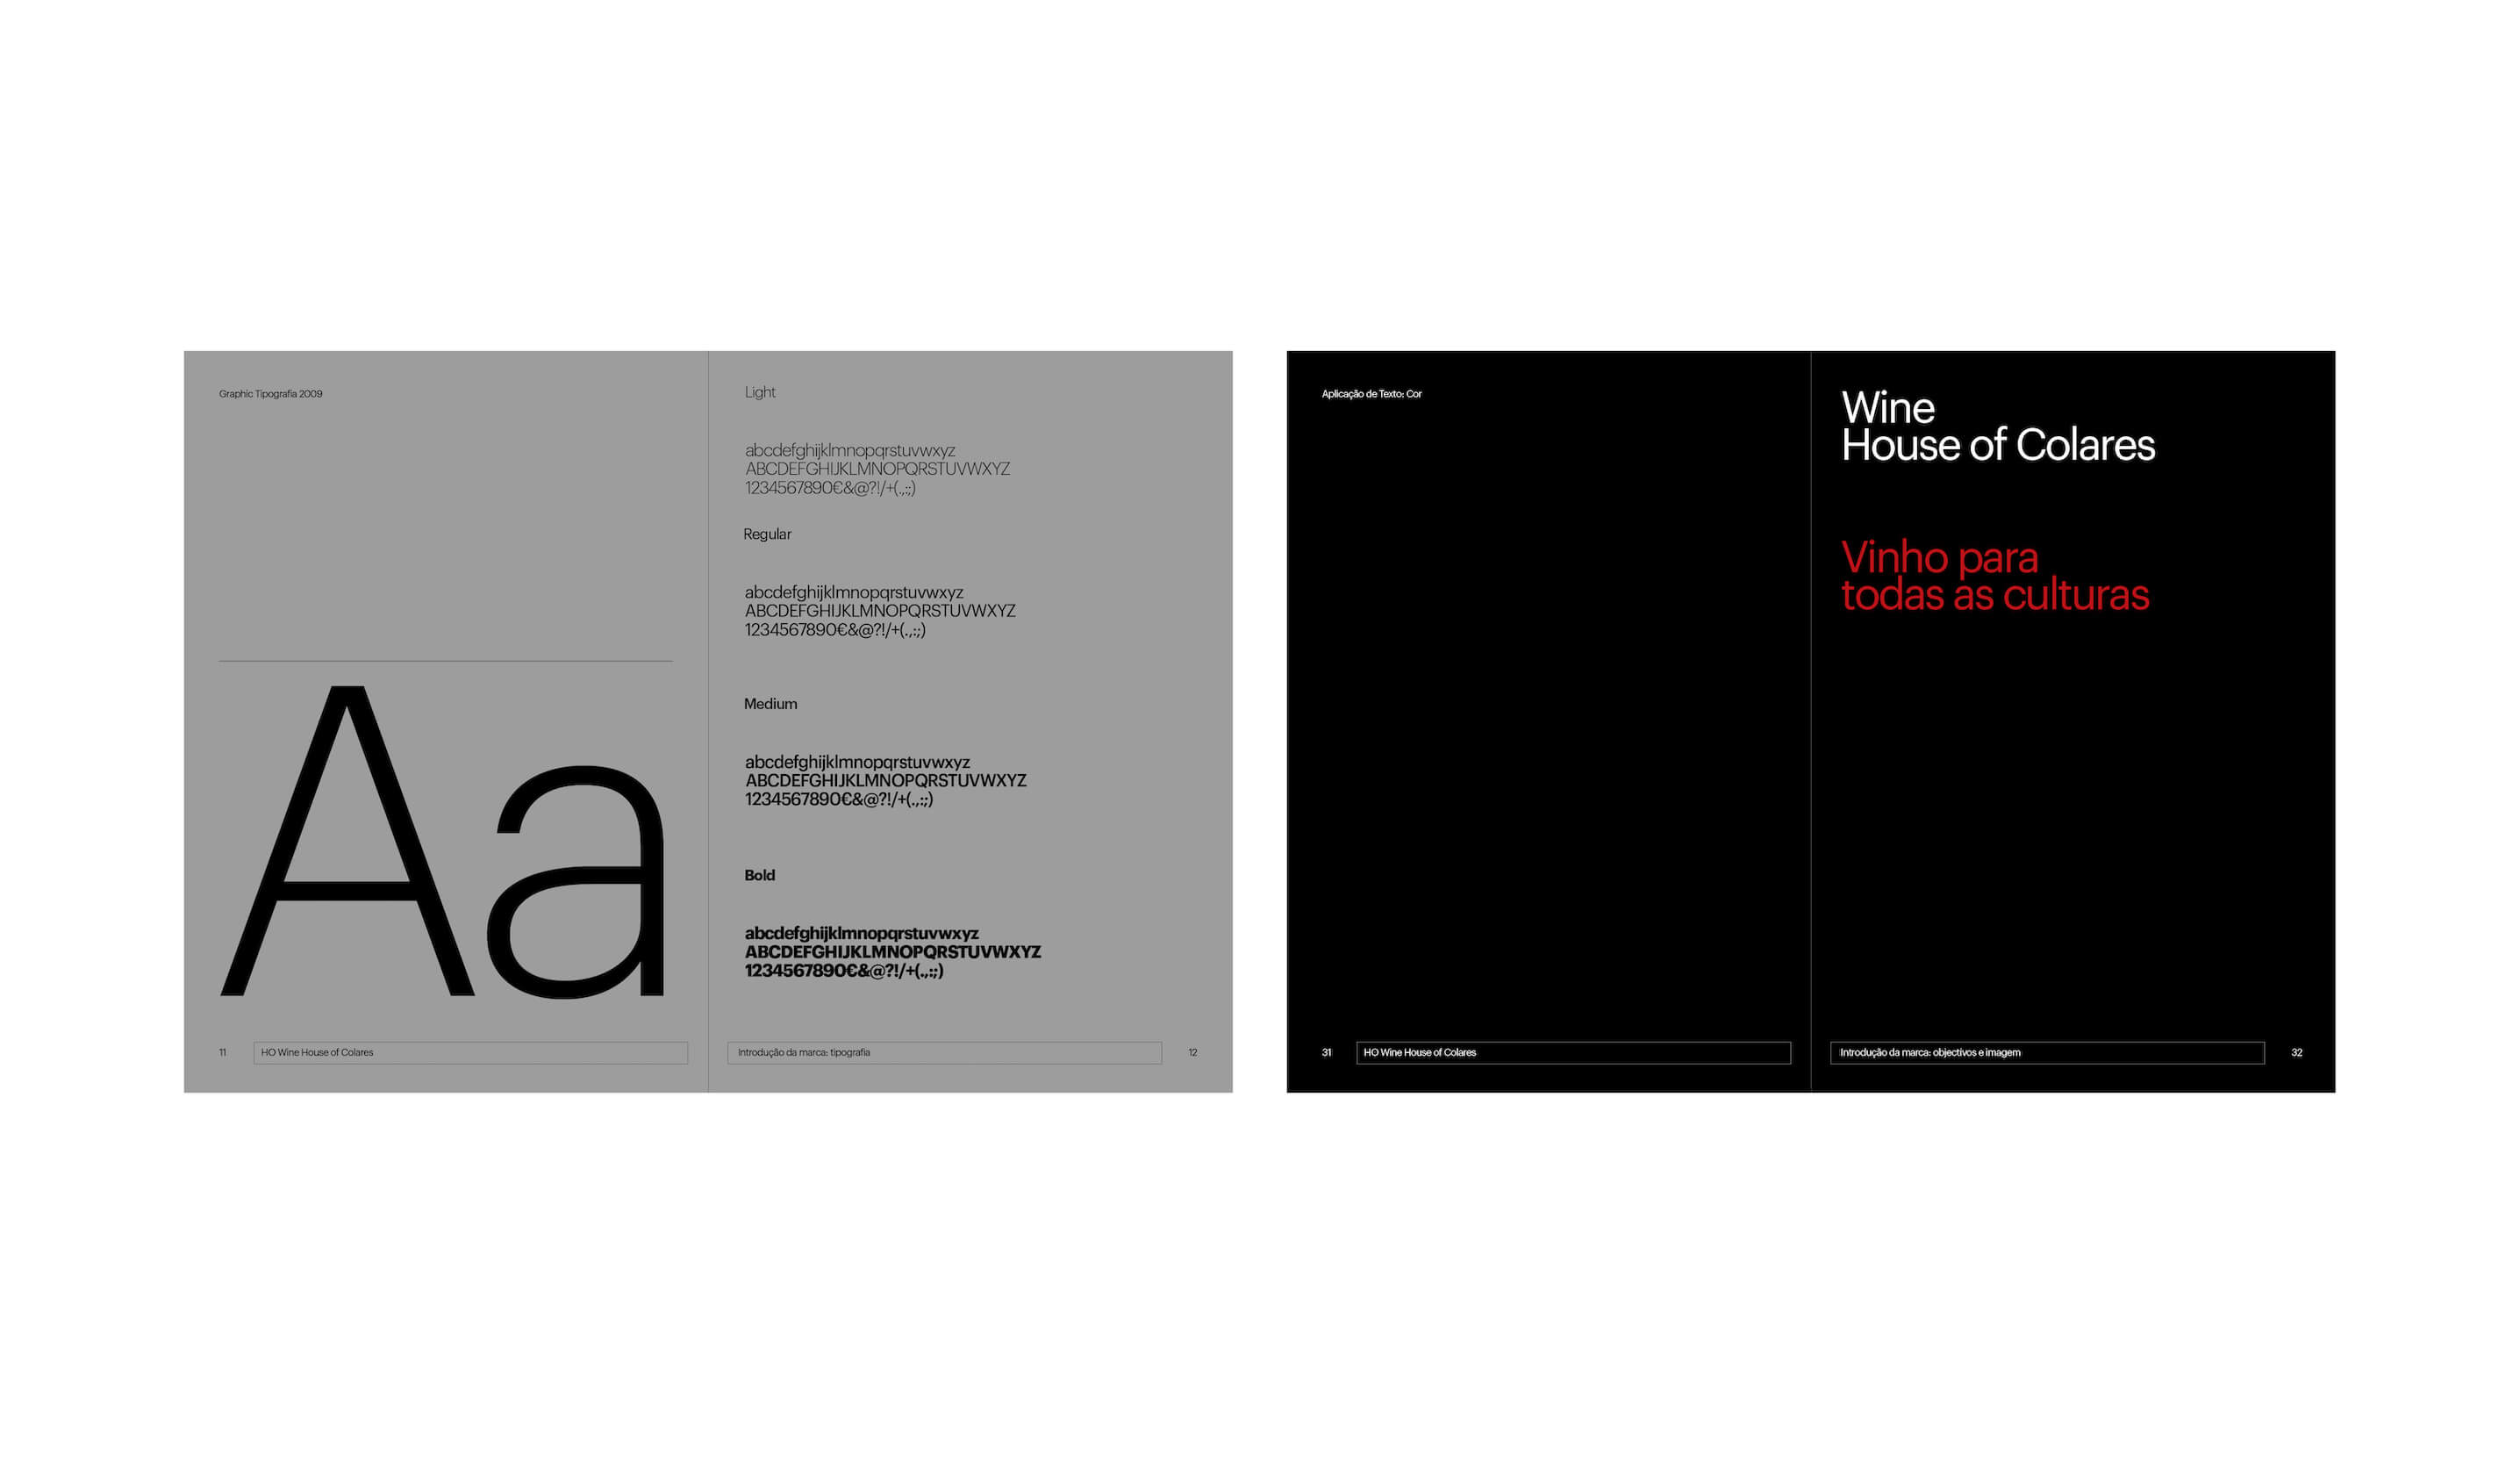 Graphic Tipografia 2009
Aa
11
HO Wine House of Colares
Light
abcdefghijklmnopqrstuvwxyz
ABCDEFGHIJKLMNOPQRSTUVWXYZ
1234567890€&@?!/+(.,:;)
Regular
abcdefghijklmnopqrstuvwxyz
ABCDEFGHIJKLMNOPQRSTUVWXYZ
1234567890€&@?!/+(.,:;)
Medium
abcdefghijklmnopqrstuvwxyz
ABCDEFGHIJKLMNOPQRSTUVWXYZ
1234567890€&@?!/+(.,:;)
Bold
abcdefghijklmnopqrstuvwxyz
ABCDEFGHIJKLMNOPQRSTUVWXYZ
1234567890€&@?!/+(.,:;)
Introdução da marca: tipografia
12
Aplicação de Texto: Cor
31
HO Wine House of Colares
Wine
House of Colares
Vinho para
todas as culturas
Introdução da marca: objectivos e imagem
32